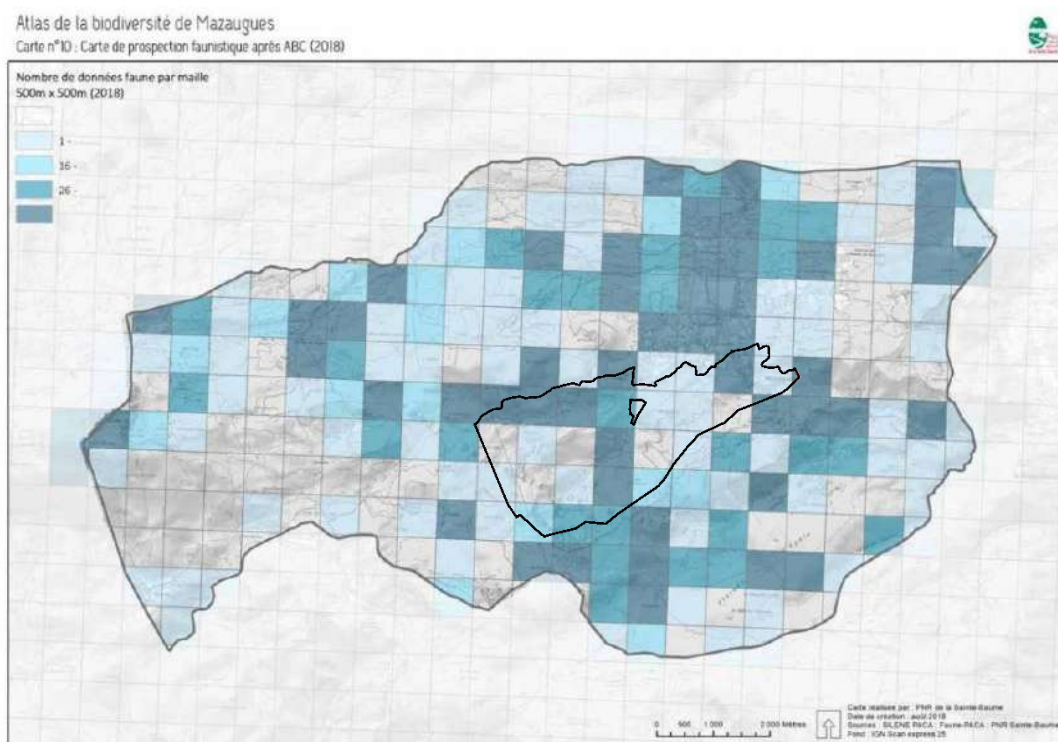 Atlas de la biodiversité de Mazaugues
Carte n°10 : Carte de prospection faunistique après ABC (2018)
Nombre de données faune par maille
500m x 500m (2018)
1 -
16 -
26 -
0 500 1 000 2 000 Mètres
Carte réalisée par : PNR de la Sainte-Baume
Date de création : août 2018
Sources : SILENE PACA ; Faune-PACA ; PNR Sainte-Baume
Fond : IGN Scan express 25